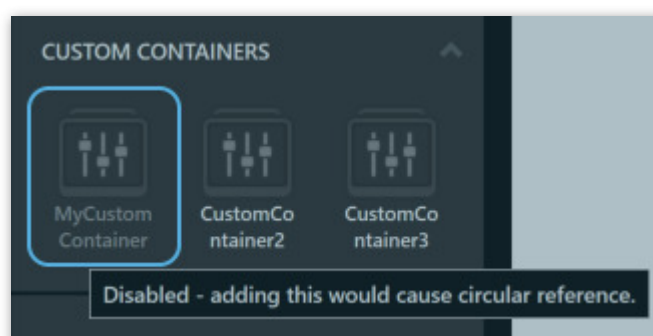 CUSTOM CONTAINERS
MyCustom
Container
CustomCo
ntainer2
CustomCo
ntainer3
Disabled - adding this would cause circular reference.